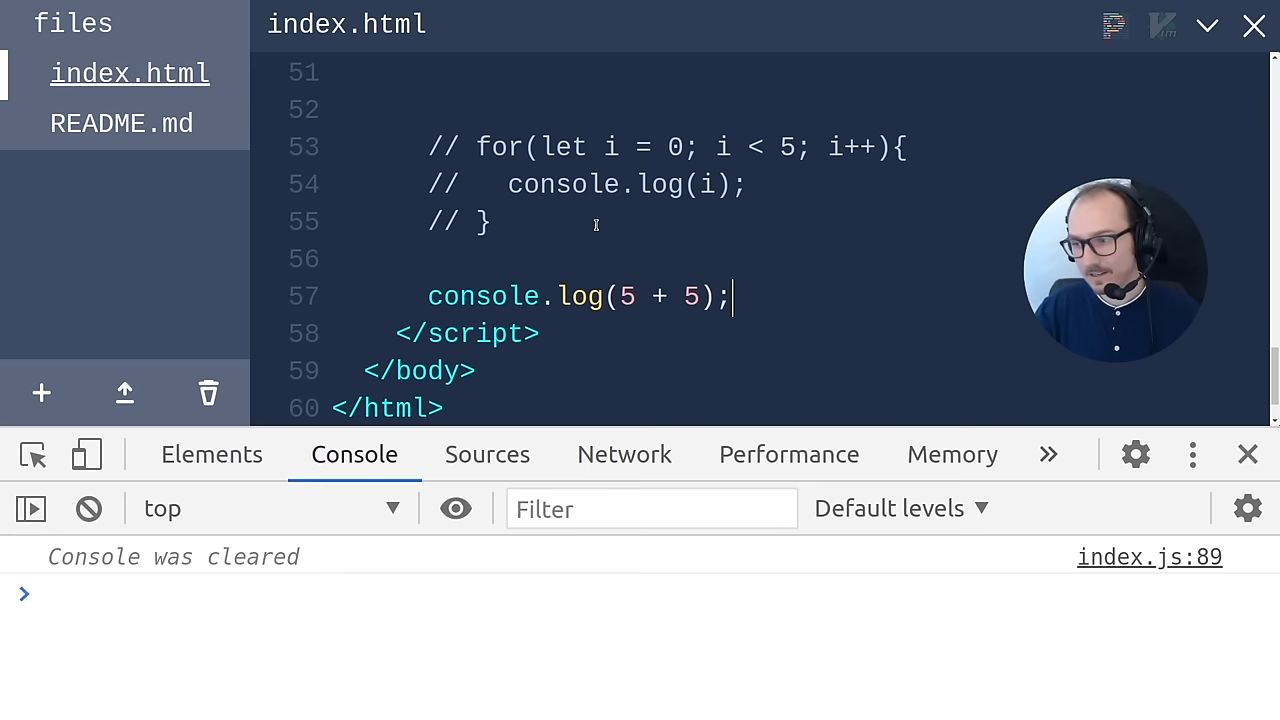 files
index.html
README.md
index.html
51
52
53 // for(let i = 0; i < 5; i++){
54 //   console.log(i);
55 // }
56
57 console.log(5 + 5);
58 </script>
59 </body>
60 </html>
Elements Console Sources Network Performance Memory »
top Filter Default levels
Console was cleared index.js:89